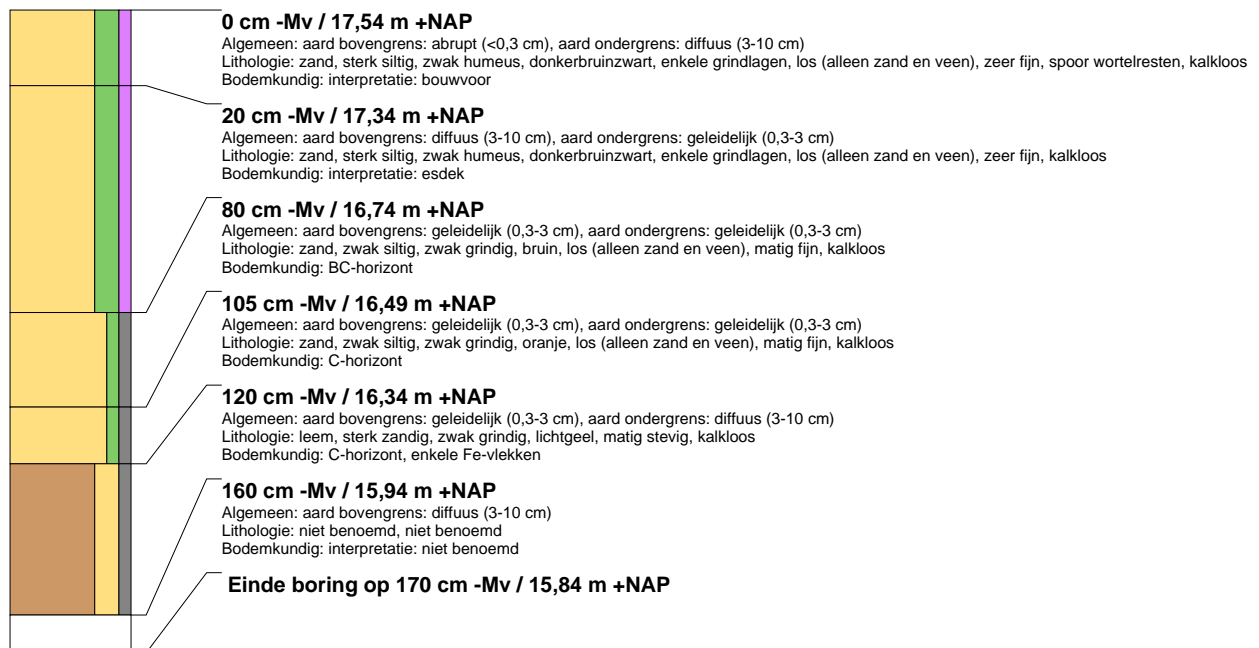 0 cm -Mv / 17,54 m +NAP
Algemeen: aard bovengrens: abrupt (<0,3 cm), aard ondergrens: diffuus (3-10 cm)
Lithologie: zand, sterk siltig, zwak humeus, donkerbruinzwart, enkele grindlagen, los (alleen zand en veen), zeer fijn, spoor wortelresten, kalkloos
Bodemkundig: interpretatie: bouwvoor
20 cm -Mv / 17,34 m +NAP
Algemeen: aard bovengrens: diffuus (3-10 cm), aard ondergrens: geleidelijk (0,3-3 cm)
Lithologie: zand, sterk siltig, zwak humeus, donkerbruinzwart, enkele grindlagen, los (alleen zand en veen), zeer fijn, kalkloos
Bodemkundig: interpretatie: esdek
80 cm -Mv / 16,74 m +NAP
Algemeen: aard bovengrens: geleidelijk (0,3-3 cm), aard ondergrens: geleidelijk (0,3-3 cm)
Lithologie: zand, zwak siltig, zwak grindig, bruin, los (alleen zand en veen), matig fijn, kalkloos
Bodemkundig: BC-horizont
105 cm -Mv / 16,49 m +NAP
Algemeen: aard bovengrens: geleidelijk (0,3-3 cm), aard ondergrens: geleidelijk (0,3-3 cm)
Lithologie: zand, zwak siltig, zwak grindig, oranje, los (alleen zand en veen), matig fijn, kalkloos
Bodemkundig: C-horizont
120 cm -Mv / 16,34 m +NAP
Algemeen: aard bovengrens: geleidelijk (0,3-3 cm), aard ondergrens: diffuus (3-10 cm)
Lithologie: leem, sterk zandig, zwak grindig, lichtgeel, matig stevig, kalkloos
Bodemkundig: C-horizont, enkele Fe-vlekken
160 cm -Mv / 15,94 m +NAP
Algemeen: aard bovengrens: diffuus (3-10 cm)
Lithologie: niet benoemd, niet benoemd
Bodemkundig: interpretatie: niet benoemd
Einde boring op 170 cm -Mv / 15,84 m +NAP